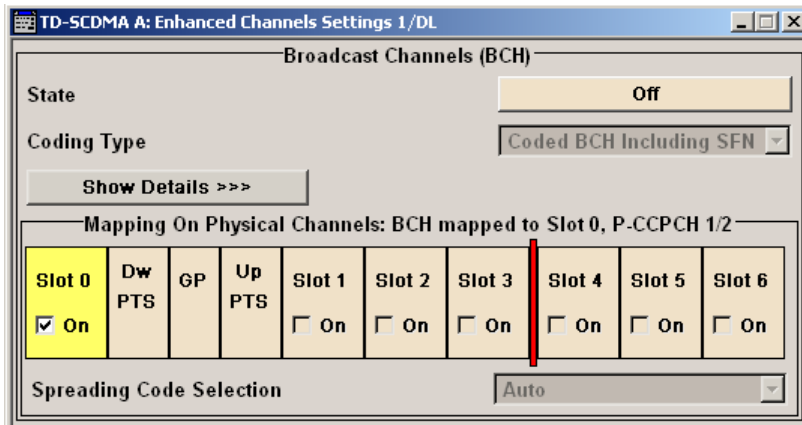 TD-SCDMA A: Enhanced Channels Settings 1/DL
Broadcast Channels (BCH)
State Off
Coding Type Coded BCH Including SFN
Show Details >>>
Mapping On Physical Channels: BCH mapped to Slot 0, P-CCPCH 1/2
Slot 0 Dw PTS GP Up PTS Slot 1 Slot 2 Slot 3 Slot 4 Slot 5 Slot 6
On On On On On On On
Spreading Code Selection Auto